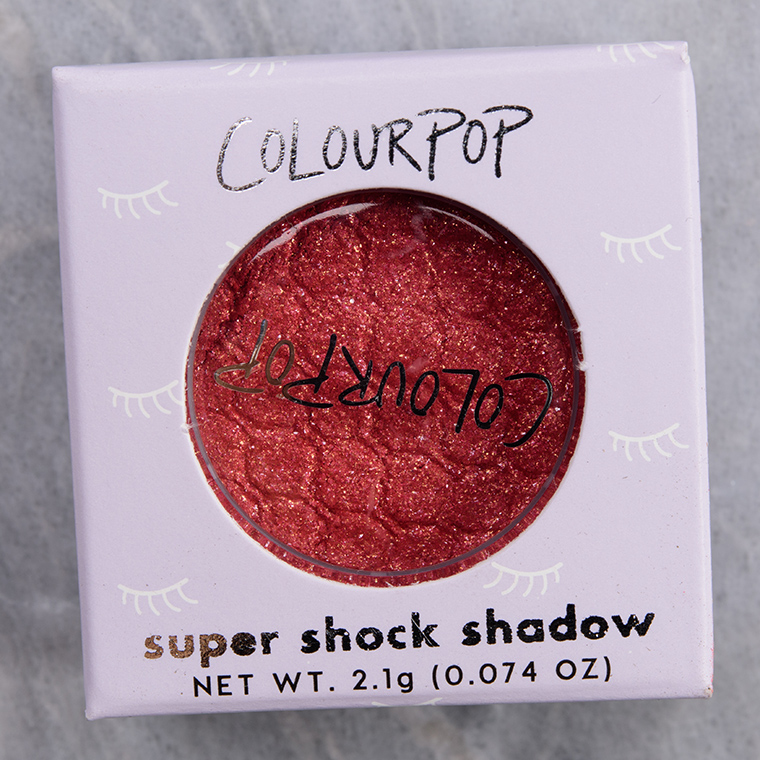 COLOURPOP
COLOURPOP
super shock shadow
NET WT. 2.1g (0.074 OZ)